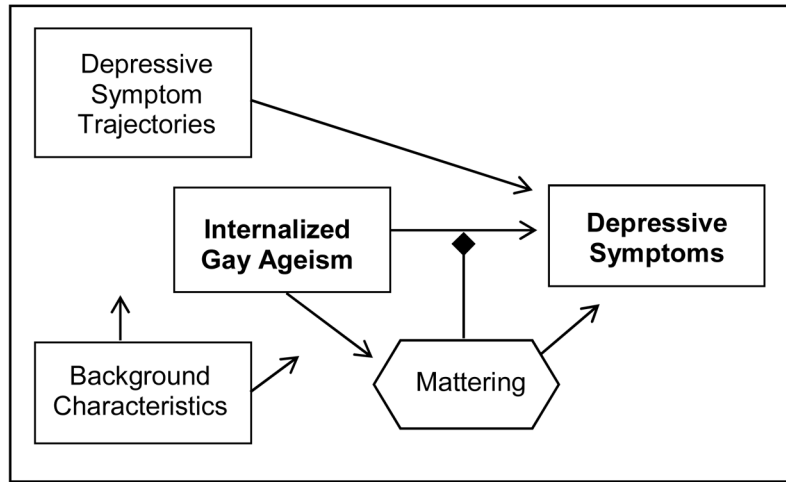 Depressive
Symptom
Trajectories
Internalized
Gay Ageism
Depressive
Symptoms
Background
Characteristics
Mattering